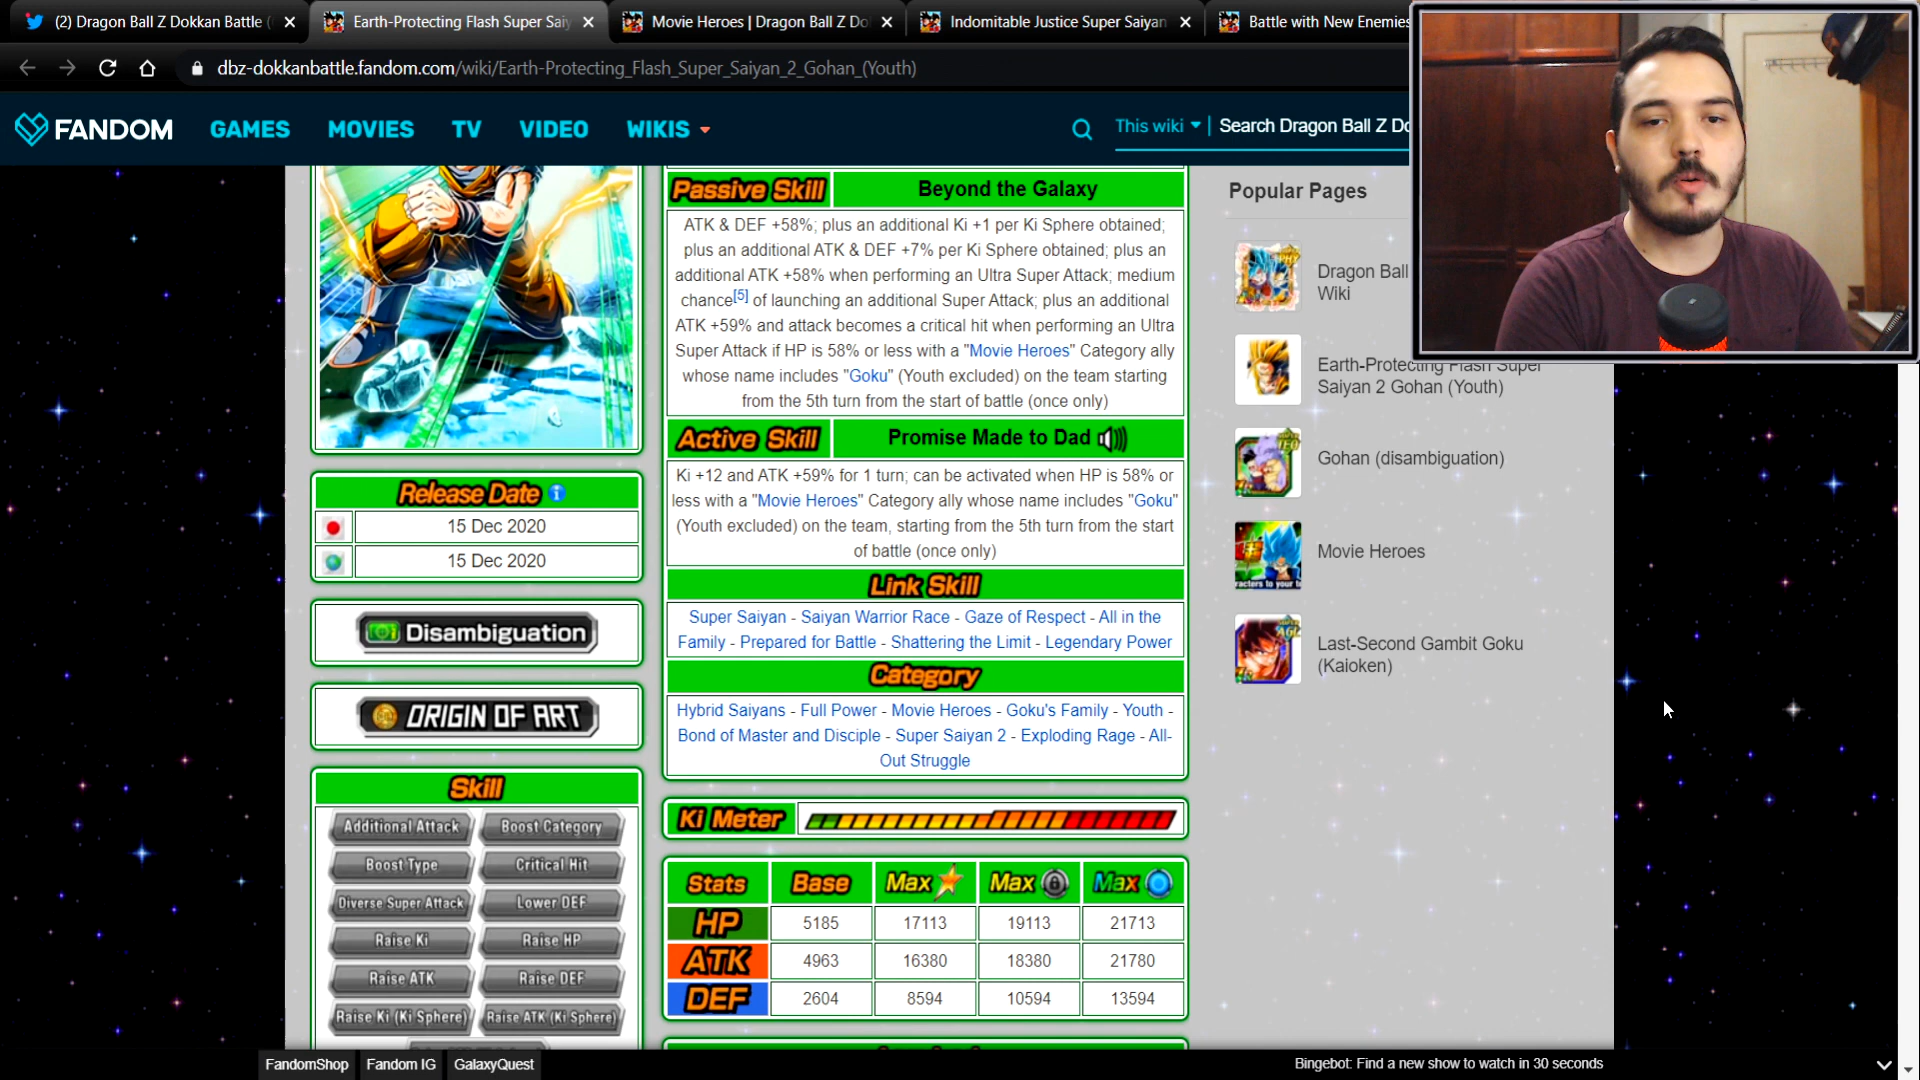 (2) Dragon Ball Z Dokkan Battle (
Earth-Protecting Flash Super Saiy
Movie Heroes | Dragon Ball Z Do
Indomitable Justice Super Saiyan
Battle with New Enemies
dbz-dokkanbattle.fandom.com/wiki/Earth-Protecting_Flash_Super_Saiyan_2_Gohan_(Youth)
FANDOM
GAMES
MOVIES
TV
VIDEO
WIKIS
This wiki
Search Dragon Ball Z Do
Passive Skill
Beyond the Galaxy
ATK & DEF +58%; plus an additional Ki +1 per Ki Sphere obtained;
plus an additional ATK & DEF +7% per Ki Sphere obtained; plus an
additional ATK +58% when performing an Ultra Super Attack; medium
chance[5] of launching an additional Super Attack; plus an additional
ATK +59% and attack becomes a critical hit when performing an Ultra
Super Attack if HP is 58% or less with a "Movie Heroes" Category ally
whose name includes "Goku" (Youth excluded) on the team starting
from the 5th turn from the start of battle (once only)
Active Skill
Promise Made to Dad
Ki +12 and ATK +59% for 1 turn; can be activated when HP is 58% or
less with a "Movie Heroes" Category ally whose name includes "Goku"
(Youth excluded) on the team, starting from the 5th turn from the start
of battle (once only)
Link Skill
Super Saiyan - Saiyan Warrior Race - Gaze of Respect - All in the
Family - Prepared for Battle - Shattering the Limit - Legendary Power
Category
Hybrid Saiyans - Full Power - Movie Heroes - Goku's Family - Youth -
Bond of Master and Disciple - Super Saiyan 2 - Exploding Rage - All-
Out Struggle
Ki Meter
Stats Base Max Max Max
HP 5185 17113 19113 21713
ATK 4963 16380 18380 21780
DEF 2604 8594 10594 13594
Release Date
15 Dec 2020
15 Dec 2020
Disambiguation
ORIGIN OF ART
Skill
Additional Attack
Boost Category
Boost Type
Critical Hit
Diverse Super Attack
Lower DEF
Raise Ki
Raise HP
Raise ATK
Raise DEF
Raise Ki (Ki Sphere)
Raise ATK (Ki Sphere)
Popular Pages
Dragon Ball
Wiki
Earth-Protecting Flash Super
Saiyan 2 Gohan (Youth)
Gohan (disambiguation)
Movie Heroes
Last-Second Gambit Goku
(Kaioken)
FandomShop
Fandom IG
GalaxyQuest
Bingebot: Find a new show to watch in 30 seconds